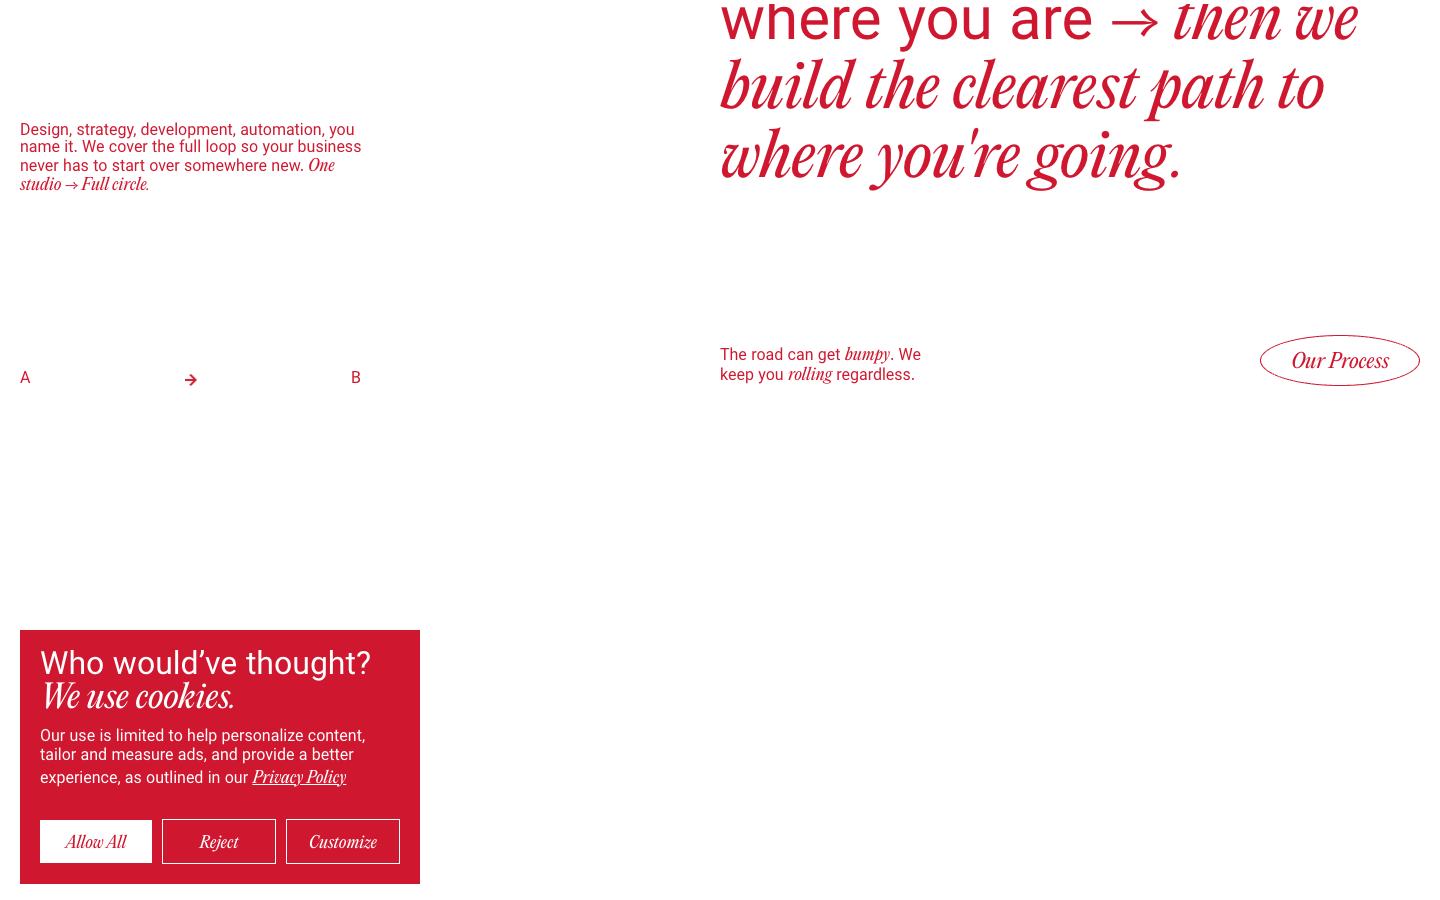 where you are → then we
build the clearest path to
where you're going.
Design, strategy, development, automation, you
name it. We cover the full loop so your business
never has to start over somewhere new. One
studio → Full circle.
A → B
The road can get bumpy. We
keep you rolling regardless.
Our Process
Who would’ve thought?
We use cookies.
Our use is limited to help personalize content,
tailor and measure ads, and provide a better
experience, as outlined in our Privacy Policy
Allow All
Reject
Customize